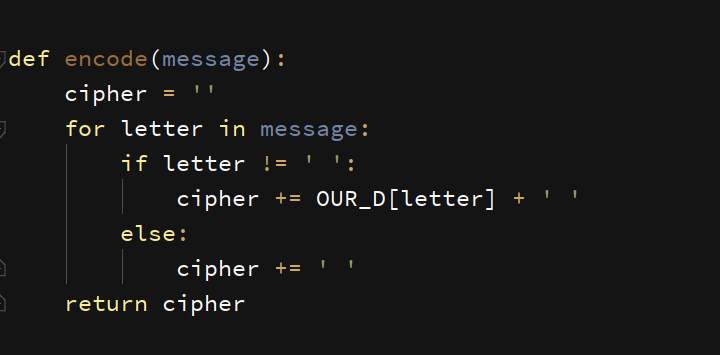 def encode(message):
    cipher = ''
    for letter in message:
        if letter != ' ':
            cipher += OUR_D[letter] + ' '
        else:
            cipher += ' '
    return cipher